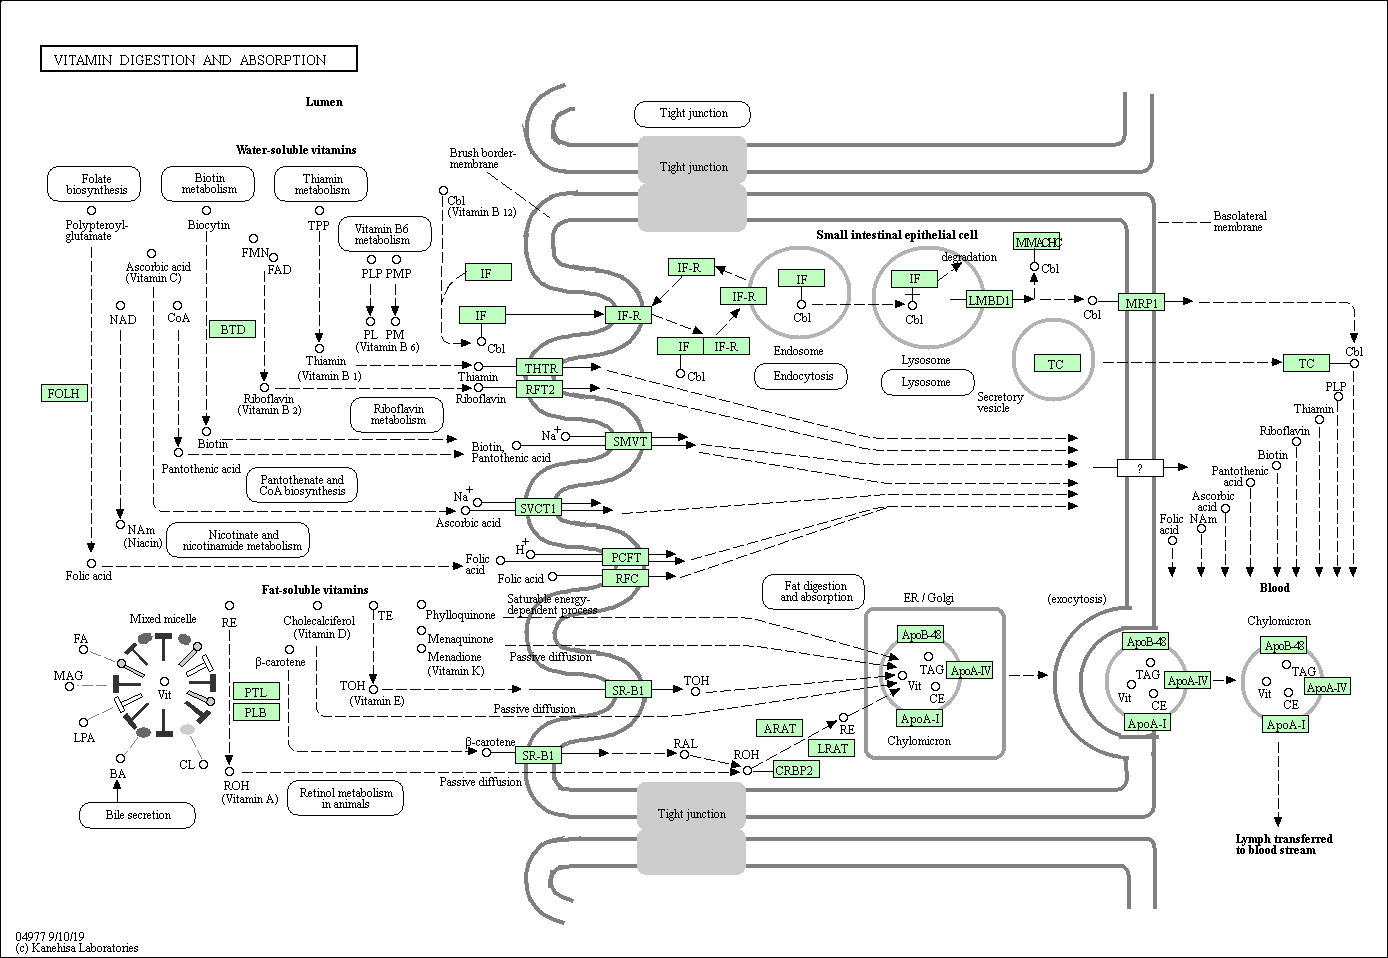 VITAMIN DIGESTION AND ABSORPTION
Lumen
Water-soluble vitamins
Folate
biosynthesis
Biotin
metabolism
Thiamin
metabolism
Vitamin B6
metabolism
Polypteroyl-
glufamate
Biocytin
TPP
Cbl
(Vitamin B 12)
Brush border-
membrane
Tight junction
Tight junction
Ascorbic acid
(Vitamin C)
FMN
FAD
PLP
PMP
NAD
CoA
BTD
PL
PM
(Vitamin B 6)
Thiamin
(Vitamin B 1)
FOLH
Riboflavin
(Vitamin B 2)
Riboflavin
metabolism
Biotin
Pantothenic acid
Pantothenate and
CoA biosynthesis
NAm
(Niacin)
Nicotinate and
nicotinamide metabolism
Folic acid
IF
IF
Cbl
Thiamin
Riboflavin
Biotin,
Pantothenic acid
Na+
Na+
Ascorbic acid
H+
Folic
acid
Folic acid
IF-R
THTR
RFT2
SMVT
SVCT1
PCFT
RFC
IF-R
IF-R
IF
IF-R
Cbl
Small intestinal epithelial cell
IF
Cbl
Endosome
Endocytosis
IF
Cbl
degradation
Lysosome
Lysosome
LMBD1
MMACHC
Cbl
Cbl
MRP1
TC
Secretory
vesicle
Basolateral
membrane
TC
Cbl
PLP
Thiamin
Riboflavin
Biotin
Pantothenic
acid
Ascorbic
acid
NAm
Folic
acid
?
Blood
Fat-soluble vitamins
Mixed micelle
FA
MAG
LPA
BA
CL
Vit
Bile secretion
RE
PTL
PLB
ROH
(Vitamin A)
β-carotene
Cholecalciferol
(Vitamin D)
TE
TOH
(Vitamin E)
Retinol metabolism
in animals
Phylloquinone
Menaquinone
Menadione
(Vitamin K)
Saturable energy-
dependent process
Passive diffusion
Passive diffusion
Passive diffusion
β-carotene
SR-B1
SR-B1
TOH
RAL
ROH
CRBP2
ARAT
LRAT
RE
Fat digestion
and absorption
ER / Golgi
ApoB-48
ApoA-IV
ApoA-I
TAG
Vit
CE
Chylomicron
(exocytosis)
ApoB-48
TAG
ApoA-IV
Vit
CE
ApoA-I
Chylomicron
ApoB-48
TAG
ApoA-IV
Vit
CE
ApoA-I
Lymph transferred
to blood stream
Tight junction
04977 9/10/19
(c) Kanehisa Laboratories